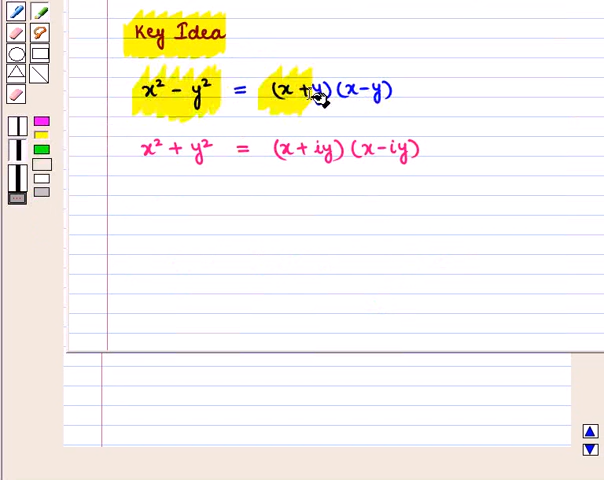 Key Idea
x² - y² = (x+y)(x-y)
x² + y² = (x+iy)(x-iy)